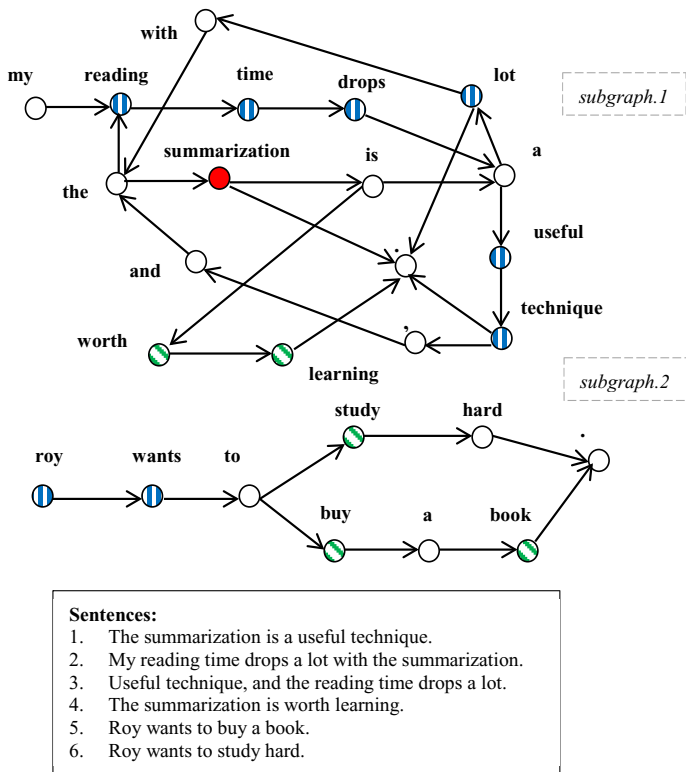 with
my reading time drops lot
subgraph.1
summarization is a
the
.
useful
and
technique
worth ,
learning
subgraph.2
study hard
roy wants to .
buy a book
Sentences:
1. The summarization is a useful technique.
2. My reading time drops a lot with the summarization.
3. Useful technique, and the reading time drops a lot.
4. The summarization is worth learning.
5. Roy wants to buy a book.
6. Roy wants to study hard.